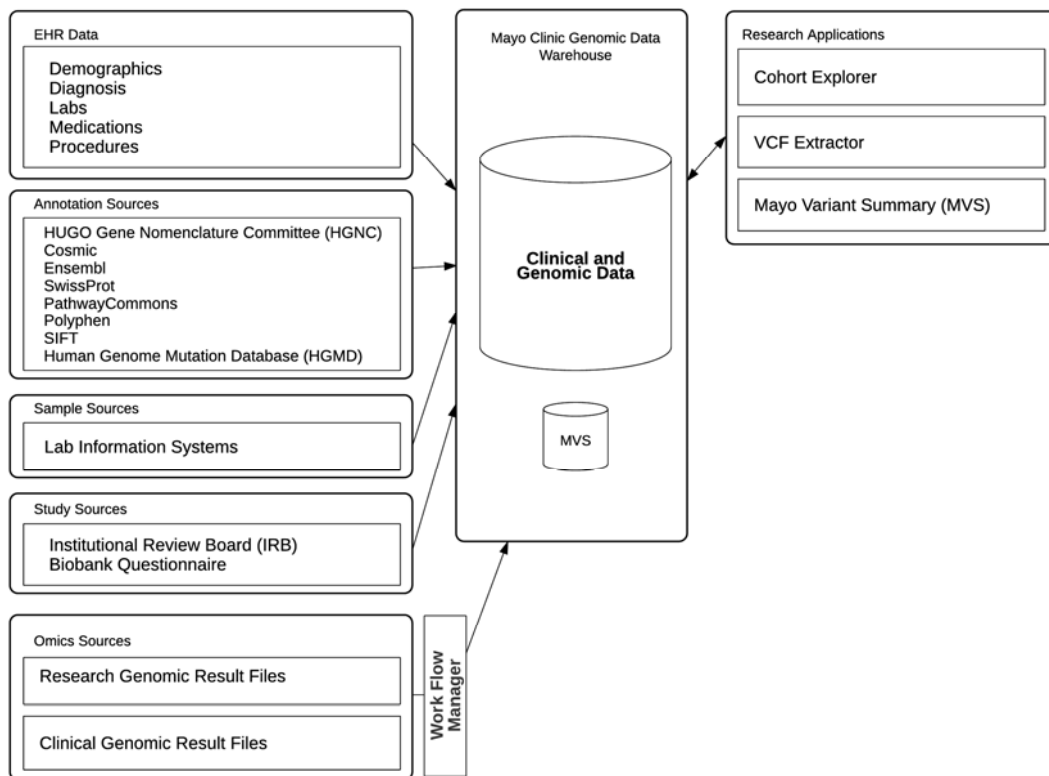 EHR Data
Demographics
Diagnosis
Labs
Medications
Procedures
Annotation Sources
HUGO Gene Nomenclature Committee (HGNC)
Cosmic
Ensembl
SwissProt
PathwayCommons
Polyphen
SIFT
Human Genome Mutation Database (HGMD)
Sample Sources
Lab Information Systems
Study Sources
Institutional Review Board (IRB)
Biobank Questionnaire
Omics Sources
Research Genomic Result Files
Clinical Genomic Result Files
Work Flow
Manager
Mayo Clinic Genomic Data
Warehouse
Clinical and
Genomic Data
MVS
Research Applications
Cohort Explorer
VCF Extractor
Mayo Variant Summary (MVS)